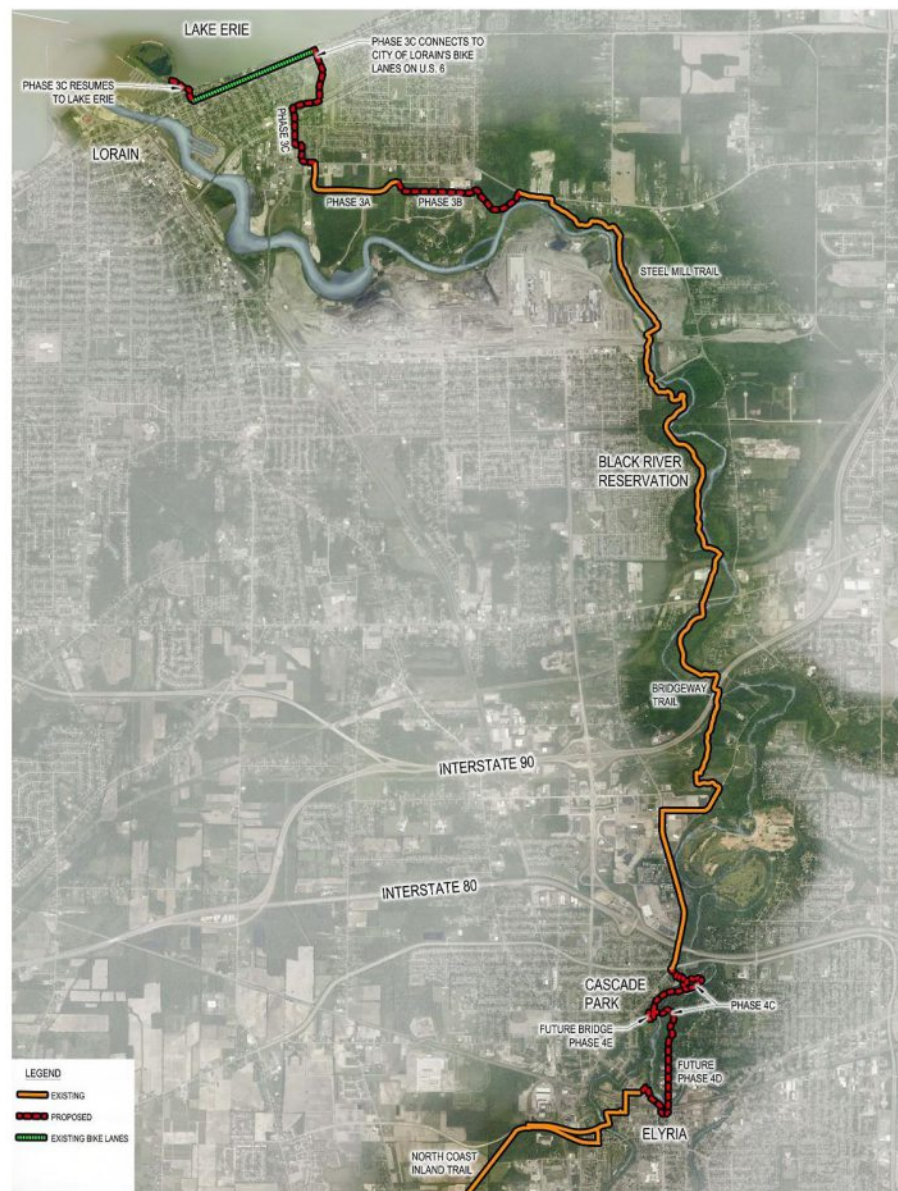 LAKE ERIE
PHASE 3C CONNECTS TO
CITY OF LORAIN'S BIKE
LANES ON U.S. 6
PHASE 3C RESUMES
TO LAKE ERIE
PHASE 3C
LORAIN
PHASE 3A
PHASE 3B
STEEL MILL TRAIL
BLACK RIVER
RESERVATION
BRIDGEWAY
TRAIL
INTERSTATE 90
INTERSTATE 80
CASCADE
PARK
PHASE 4C
FUTURE BRIDGE
PHASE 4E
FUTURE
PHASE 4D
LEGEND
EXISTING
PROPOSED
EXISTING BIKE LANES
ELYRIA
NORTH COAST
INLAND TRAIL